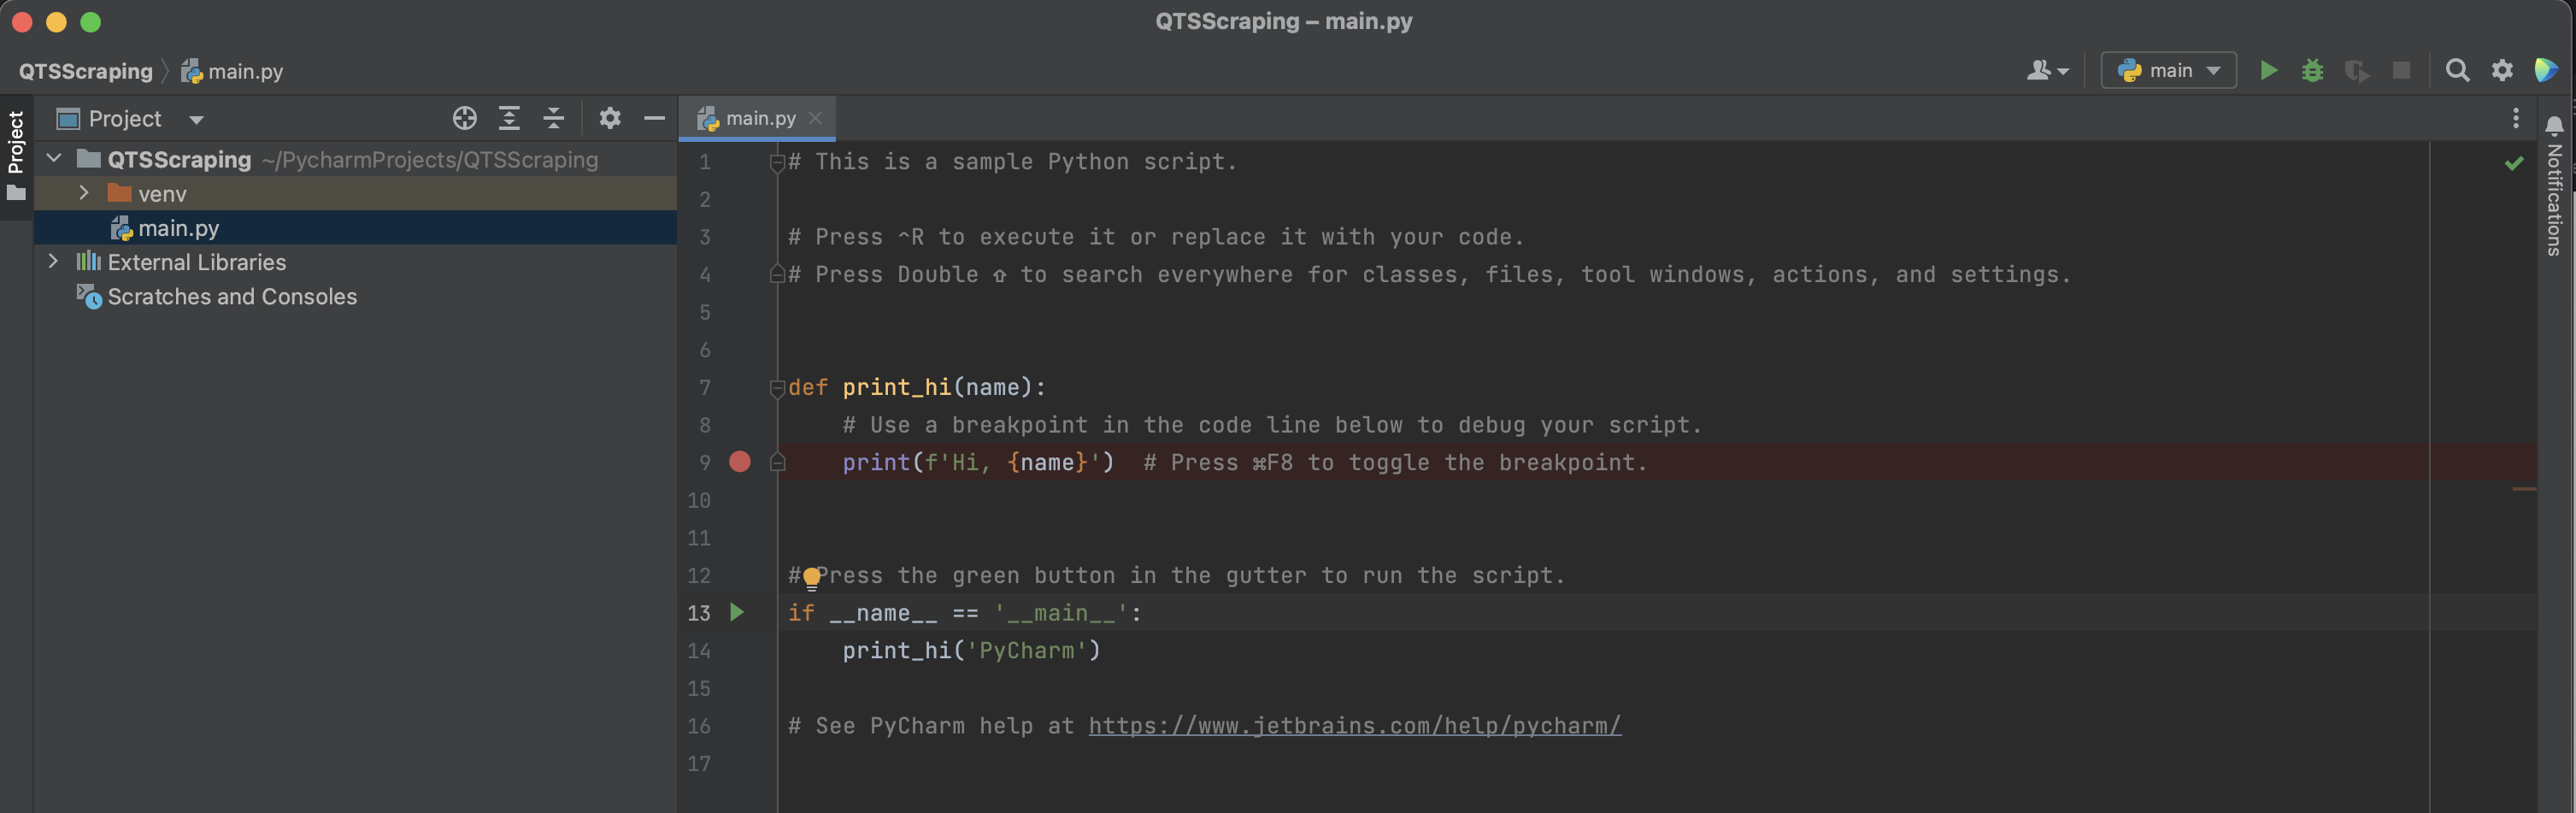 QTSScraping – main.py
QTSScraping main.py
main
Project
Project
main.py
QTSScraping ~/PycharmProjects/QTSScraping
venv
main.py
External Libraries
Scratches and Consoles
1 # This is a sample Python script.
2
3 # Press ^R to execute it or replace it with your code.
4 # Press Double ⇧ to search everywhere for classes, files, tool windows, actions, and settings.
5
6
7 def print_hi(name):
8     # Use a breakpoint in the code line below to debug your script.
9     print(f'Hi, {name}')  # Press ⌘F8 to toggle the breakpoint.
10
11
12 # Press the green button in the gutter to run the script.
13 if __name__ == '__main__':
14     print_hi('PyCharm')
15
16 # See PyCharm help at https://www.jetbrains.com/help/pycharm/
17
Notifications